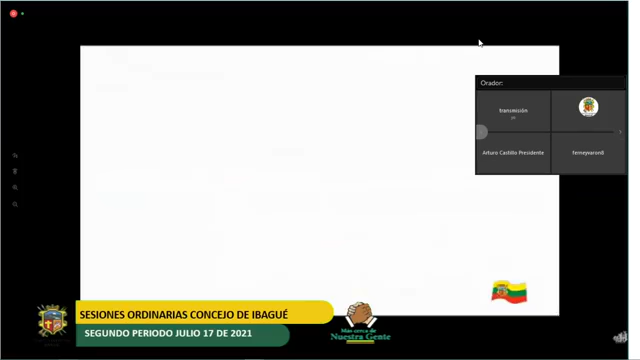 Orador:
transmisión
Arturo Castillo Presidente
ferneyvarond
SESIONES ORDINARIAS CONCEJO DE IBAGUÉ
SEGUNDO PERIODO JULIO 17 DE 2021
Más cerca de
Nuestra Gente